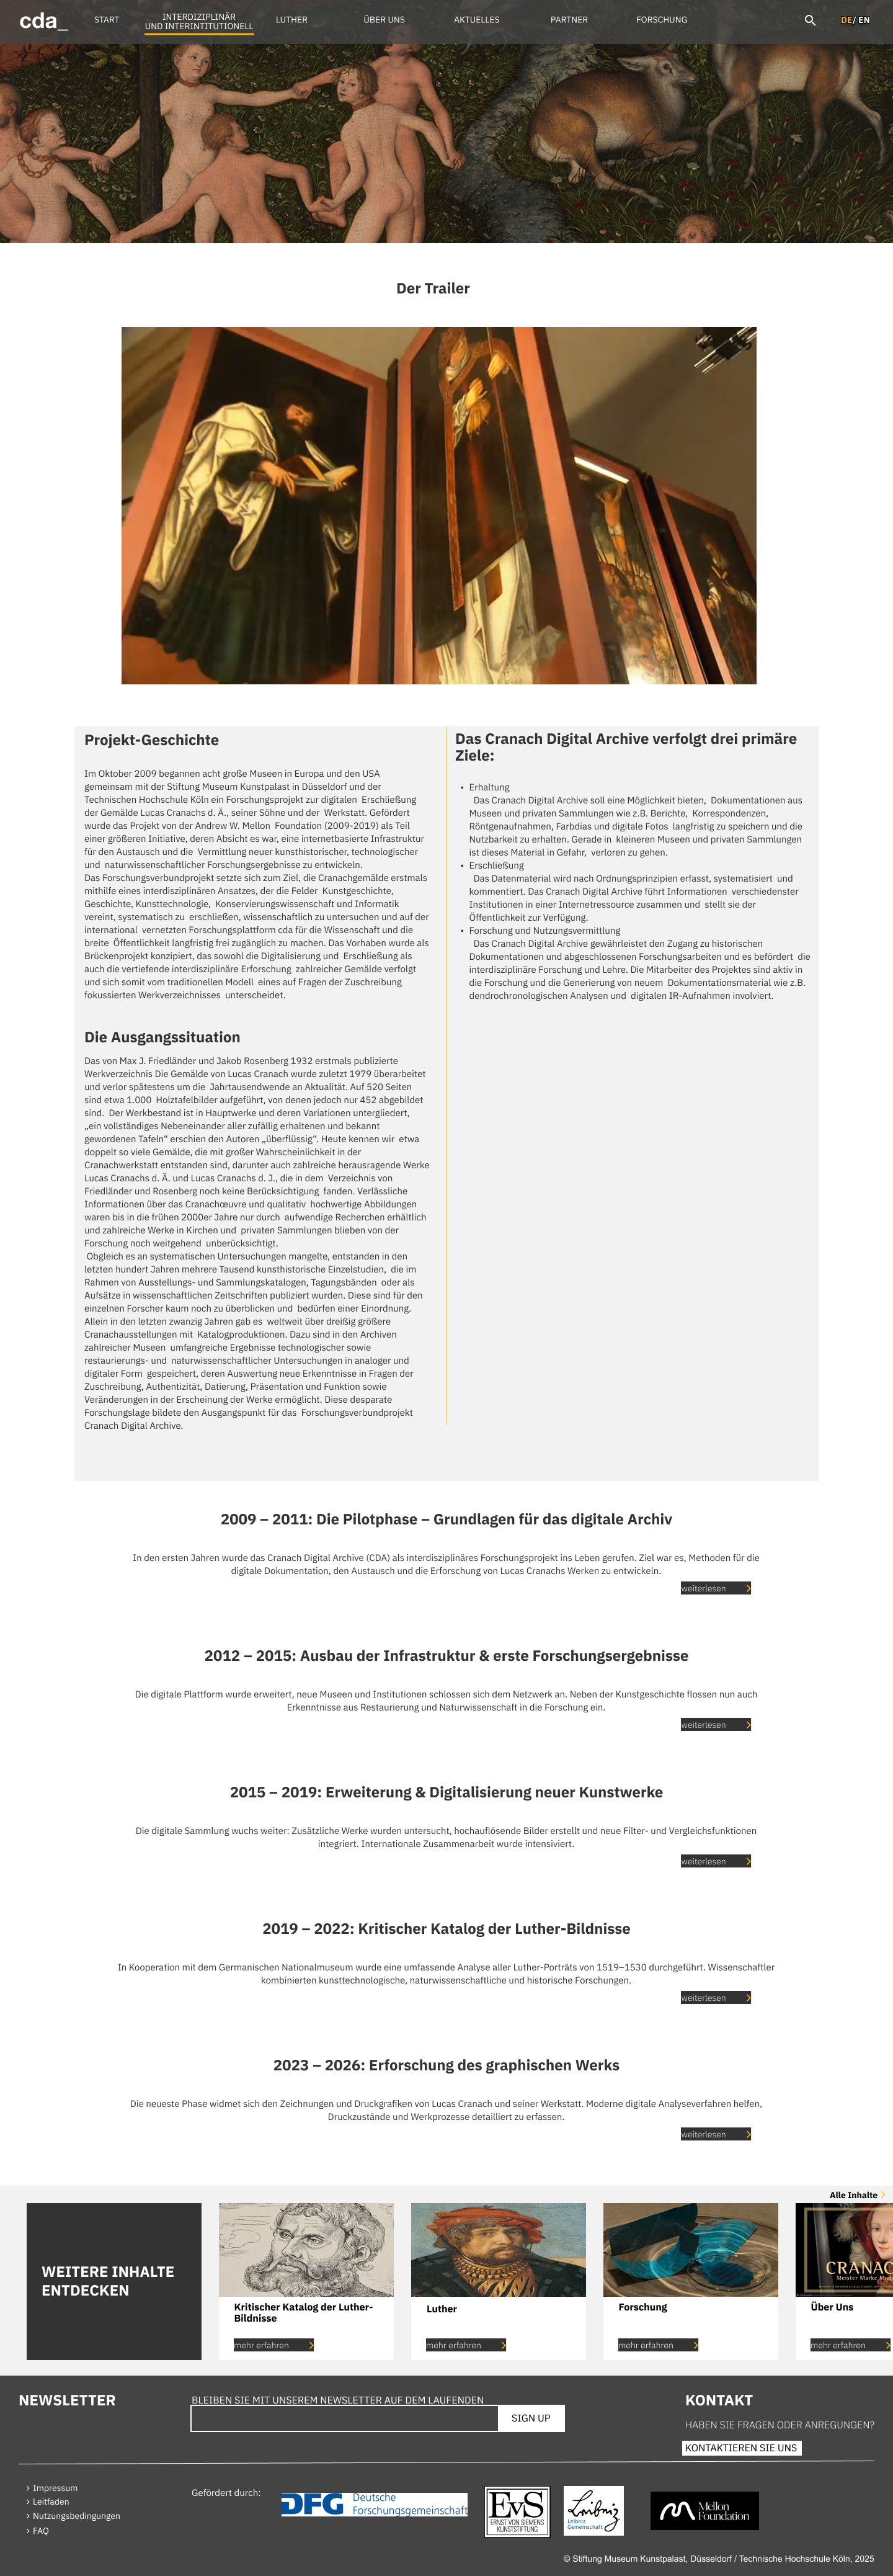 cda_
START
INTERDIZIPLINÄR
UND INTERINTITUTIONELL
LUTHER
ÜBER UNS
AKTUELLES
PARTNER
FORSCHUNG
DE/ EN
Der Trailer
Projekt-Geschichte
Im Oktober 2009 begannen acht große Museen in Europa und den USA
gemeinsam mit der Stiftung Museum Kunstpalast in Düsseldorf und der
Technischen Hochschule Köln ein Forschungsprojekt zur digitalen Erschließung
der Gemälde Lucas Cranachs d. Ä., seiner Söhne und der Werkstatt. Gefördert
wurde das Projekt von der Andrew W. Mellon Foundation (2009-2019) als Teil
einer größeren Initiative, deren Absicht es war, eine internetbasierte Infrastruktur
für den Austausch und die Vermittlung neuer kunsthistorischer, technologischer
und naturwissenschaftlicher Forschungsergebnisse zu entwickeln.
Das Forschungsverbundprojekt setzte sich zum Ziel, die Cranachgemälde erstmals
mithilfe eines interdisziplinären Ansatzes, der die Felder Kunstgeschichte,
Geschichte, Kunsttechnologie, Konservierungswissenschaft und Informatik
vereint, systematisch zu erschließen, wissenschaftlich zu untersuchen und auf der
international vernetzten Forschungsplattform cda für die Wissenschaft und die
breite Öffentlichkeit langfristig frei zugänglich zu machen. Das Vorhaben wurde als
Brückenprojekt konzipiert, das sowohl die Digitalisierung und Erschließung als
auch die vertiefende interdisziplinäre Erforschung zahlreicher Gemälde verfolgt
und sich somit vom traditionellen Modell eines auf Fragen der Zuschreibung
fokussierten Werkverzeichnisses unterscheidet.
Die Ausgangssituation
Das von Max J. Friedländer und Jakob Rosenberg 1932 erstmals publizierte
Werkverzeichnis Die Gemälde von Lucas Cranach wurde zuletzt 1979 überarbeitet
und verlor spätestens um die Jahrtausendwende an Aktualität. Auf 520 Seiten
sind etwa 1.000 Holztafelbilder aufgeführt, von denen jedoch nur 452 abgebildet
sind. Der Werkbestand ist in Hauptwerke und deren Variationen untergliedert,
„ein vollständiges Nebeneinander aller zufällig erhaltenen und bekannt
gewordenen Tafeln“ erschien den Autoren „überflüssig“. Heute kennen wir etwa
doppelt so viele Gemälde, die mit großer Wahrscheinlichkeit in der
Cranachwerkstatt entstanden sind, darunter auch zahlreiche herausragende Werke
Lucas Cranachs d. Ä. und Lucas Cranachs d. J., die in dem Verzeichnis von
Friedländer und Rosenberg noch keine Berücksichtigung fanden. Verlässliche
Informationen über das Cranachœuvre und qualitativ hochwertige Abbildungen
waren bis in die frühen 2000er Jahre nur durch aufwendige Recherchen erhältlich
und zahlreiche Werke in Kirchen und privaten Sammlungen blieben von der
Forschung noch weitgehend unberücksichtigt.
Obgleich es an systematischen Untersuchungen mangelte, entstanden in den
letzten hundert Jahren mehrere Tausend kunsthistorische Einzelstudien, die im
Rahmen von Ausstellungs- und Sammlungskatalogen, Tagungsbänden oder als
Aufsätze in wissenschaftlichen Zeitschriften publiziert wurden. Diese sind für den
einzelnen Forscher kaum noch zu überblicken und bedürfen einer Einordnung.
Allein in den letzten zwanzig Jahren gab es weltweit über dreißig größere
Cranachausstellungen mit Katalogproduktionen. Dazu sind in den Archiven
zahlreicher Museen umfangreiche Ergebnisse technologischer sowie
restaurierungs- und naturwissenschaftlicher Untersuchungen in analoger und
digitaler Form gespeichert, deren Auswertung neue Erkenntnisse in Fragen der
Zuschreibung, Authentizität, Datierung, Präsentation und Funktion sowie
Veränderungen in der Erscheinung der Werke ermöglicht. Diese desparate
Forschungslage bildete den Ausgangspunkt für das Forschungsverbundprojekt
Cranach Digital Archive.
Das Cranach Digital Archive verfolgt drei primäre
Ziele:
• Erhaltung
Das Cranach Digital Archive soll eine Möglichkeit bieten, Dokumentationen aus
Museen und privaten Sammlungen wie z.B. Berichte, Korrespondenzen,
Röntgenaufnahmen, Farbdias und digitale Fotos langfristig zu speichern und die
Nutzbarkeit zu erhalten. Gerade in kleineren Museen und privaten Sammlungen
ist dieses Material in Gefahr, verloren zu gehen.
• Erschließung
Das Datenmaterial wird nach Ordnungsprinzipien erfasst, systematisiert und
kommentiert. Das Cranach Digital Archive führt Informationen verschiedenster
Institutionen in einer Internetressource zusammen und stellt sie der
Öffentlichkeit zur Verfügung.
• Forschung und Nutzungsvermittlung
Das Cranach Digital Archive gewährleistet den Zugang zu historischen
Dokumentationen und abgeschlossenen Forschungsarbeiten und es befördert die
interdisziplinäre Forschung und Lehre. Die Mitarbeiter des Projektes sind aktiv in
die Forschung und die Generierung von neuem Dokumentationsmaterial wie z.B.
dendrochronologischen Analysen und digitalen IR-Aufnahmen involviert.
2009 – 2011: Die Pilotphase – Grundlagen für das digitale Archiv
In den ersten Jahren wurde das Cranach Digital Archive (CDA) als interdisziplinäres Forschungsprojekt ins Leben gerufen. Ziel war es, Methoden für die
digitale Dokumentation, den Austausch und die Erforschung von Lucas Cranachs Werken zu entwickeln.
weiterlesen
2012 – 2015: Ausbau der Infrastruktur & erste Forschungsergebnisse
Die digitale Plattform wurde erweitert, neue Museen und Institutionen schlossen sich dem Netzwerk an. Neben der Kunstgeschichte flossen nun auch
Erkenntnisse aus Restaurierung und Naturwissenschaft in die Forschung ein.
weiterlesen
2015 – 2019: Erweiterung & Digitalisierung neuer Kunstwerke
Die digitale Sammlung wuchs weiter: Zusätzliche Werke wurden untersucht, hochauflösende Bilder erstellt und neue Filter- und Vergleichsfunktionen
integriert. Internationale Zusammenarbeit wurde intensiviert.
weiterlesen
2019 – 2022: Kritischer Katalog der Luther-Bildnisse
In Kooperation mit dem Germanischen Nationalmuseum wurde eine umfassende Analyse aller Luther-Porträts von 1519–1530 durchgeführt. Wissenschaftler
kombinierten kunsttechnologische, naturwissenschaftliche und historische Forschungen.
weiterlesen
2023 – 2026: Erforschung des graphischen Werks
Die neueste Phase widmet sich den Zeichnungen und Druckgrafiken von Lucas Cranach und seiner Werkstatt. Moderne digitale Analyseverfahren helfen,
Druckzustände und Werkprozesse detailliert zu erfassen.
weiterlesen
Alle Inhalte
WEITERE INHALTE
ENTDECKEN
Kritischer Katalog der Luther-
Bildnisse
mehr erfahren
Luther
mehr erfahren
Forschung
mehr erfahren
CRANAC
Meister Marke Mod
Über Uns
mehr erfahren
NEWSLETTER
BLEIBEN SIE MIT UNSEREM NEWSLETTER AUF DEM LAUFENDEN
SIGN UP
KONTAKT
HABEN SIE FRAGEN ODER ANREGUNGEN?
KONTAKTIEREN SIE UNS
Impressum
Leitfaden
Nutzungsbedingungen
FAQ
Gefördert durch:
DFG Deutsche
Forschungsgemeinschaft
EvS
ERNST VON SIEMENS
KUNSTSTIFTUNG
Leibniz
Leibniz
Gemeinschaft
Mellon
Foundation
© Stiftung Museum Kunstpalast, Düsseldorf / Technische Hochschule Köln, 2025